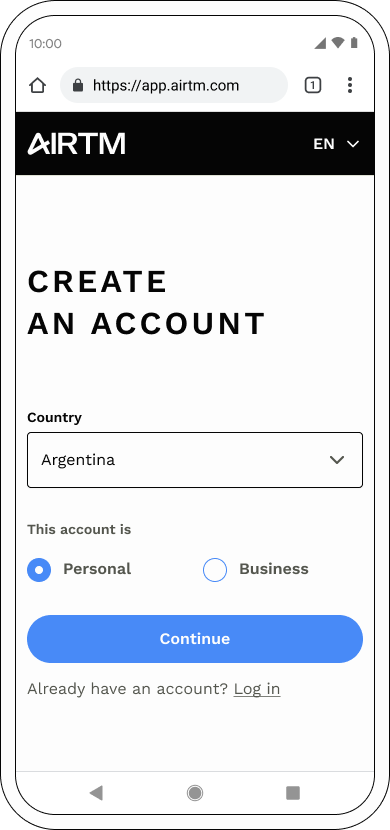 10:00
https://app.airtm.com
1
AIRTM
EN
CREATE
AN ACCOUNT
Country
Argentina
This account is
Personal
Business
Continue
Already have an account? Log in